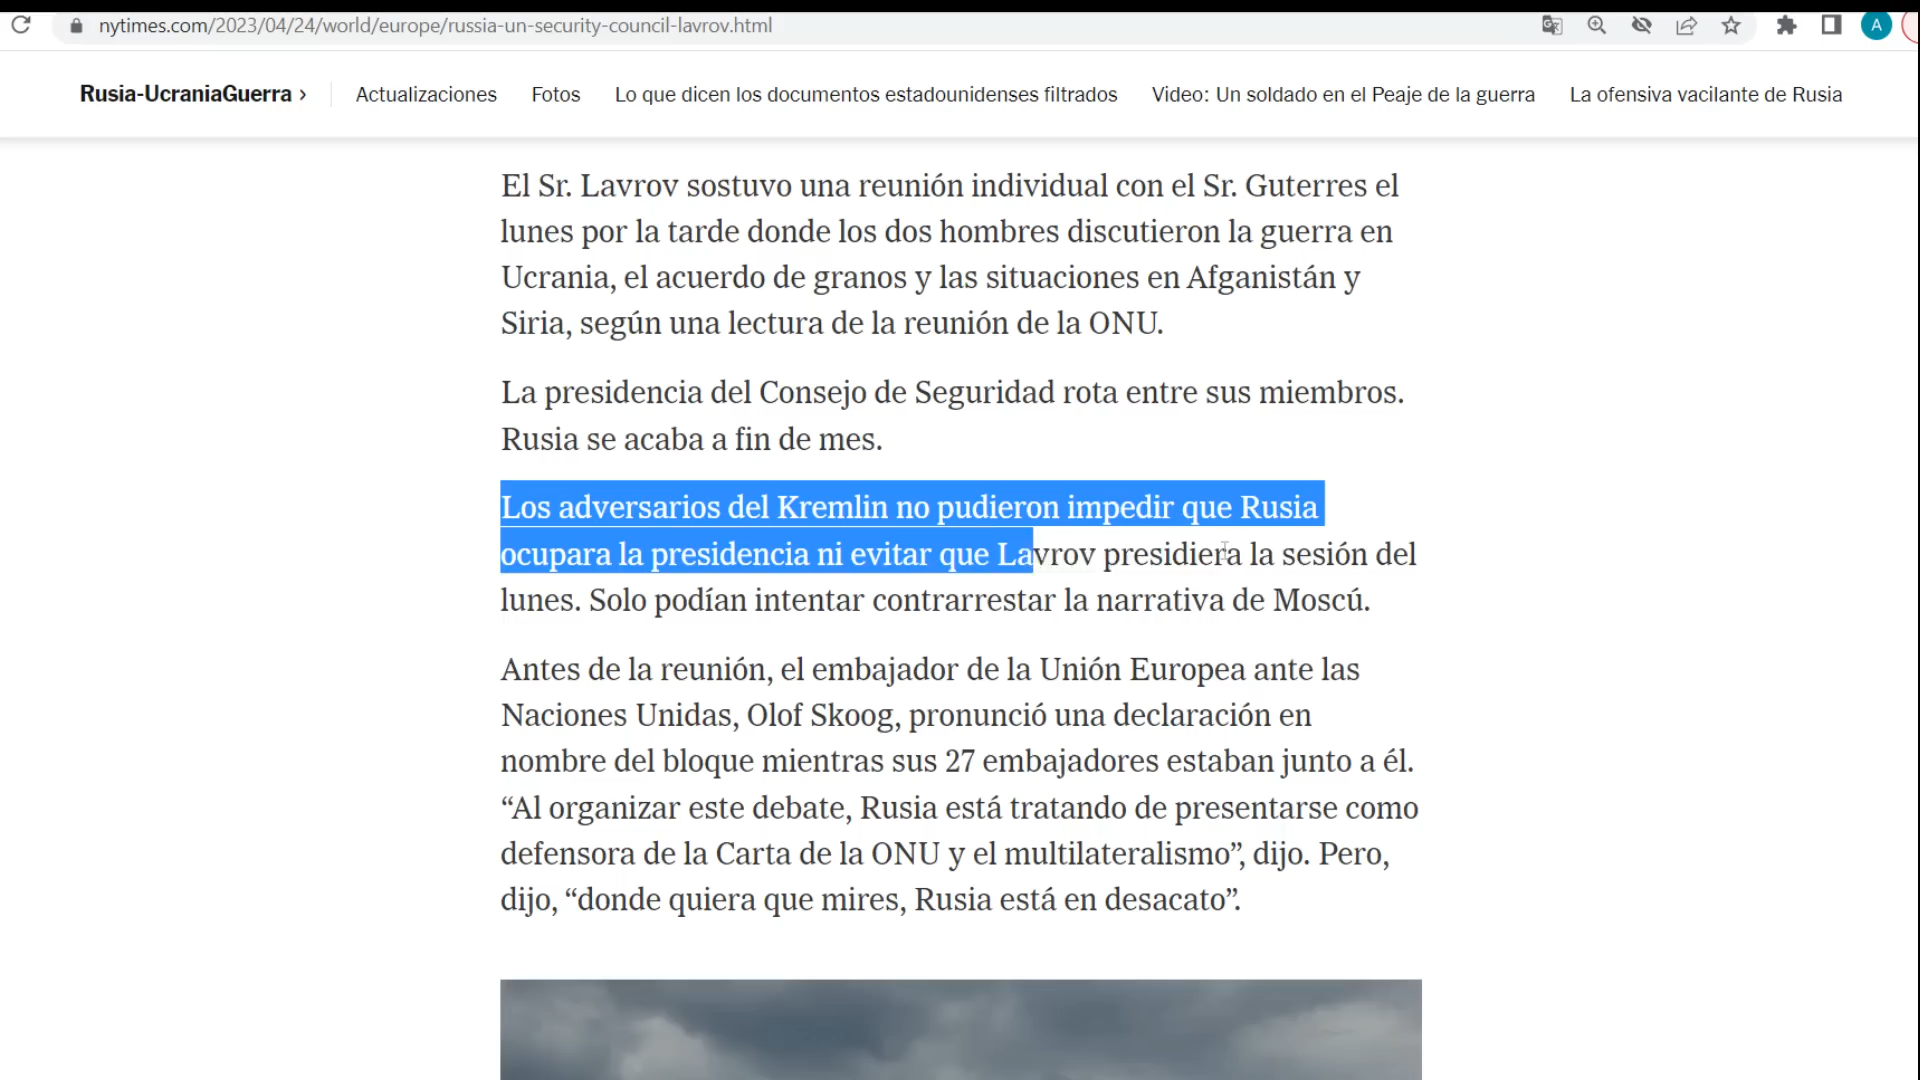 nytimes.com/2023/04/24/world/europe/russia-un-security-council-lavrov.html
A
Rusia-UcraniaGuerra › Actualizaciones Fotos Lo que dicen los documentos estadounidenses filtrados Video: Un soldado en el Peaje de la guerra La ofensiva vacilante de Rusia
El Sr. Lavrov sostuvo una reunión individual con el Sr. Guterres el
lunes por la tarde donde los dos hombres discutieron la guerra en
Ucrania, el acuerdo de granos y las situaciones en Afganistán y
Siria, según una lectura de la reunión de la ONU.
La presidencia del Consejo de Seguridad rota entre sus miembros.
Rusia se acaba a fin de mes.
Los adversarios del Kremlin no pudieron impedir que Rusia
ocupara la presidencia ni evitar que Lavrov presidiera la sesión del
lunes. Solo podían intentar contrarrestar la narrativa de Moscú.
Antes de la reunión, el embajador de la Unión Europea ante las
Naciones Unidas, Olof Skoog, pronunció una declaración en
nombre del bloque mientras sus 27 embajadores estaban junto a él.
“Al organizar este debate, Rusia está tratando de presentarse como
defensora de la Carta de la ONU y el multilateralismo”, dijo. Pero,
dijo, “donde quiera que mires, Rusia está en desacato”.